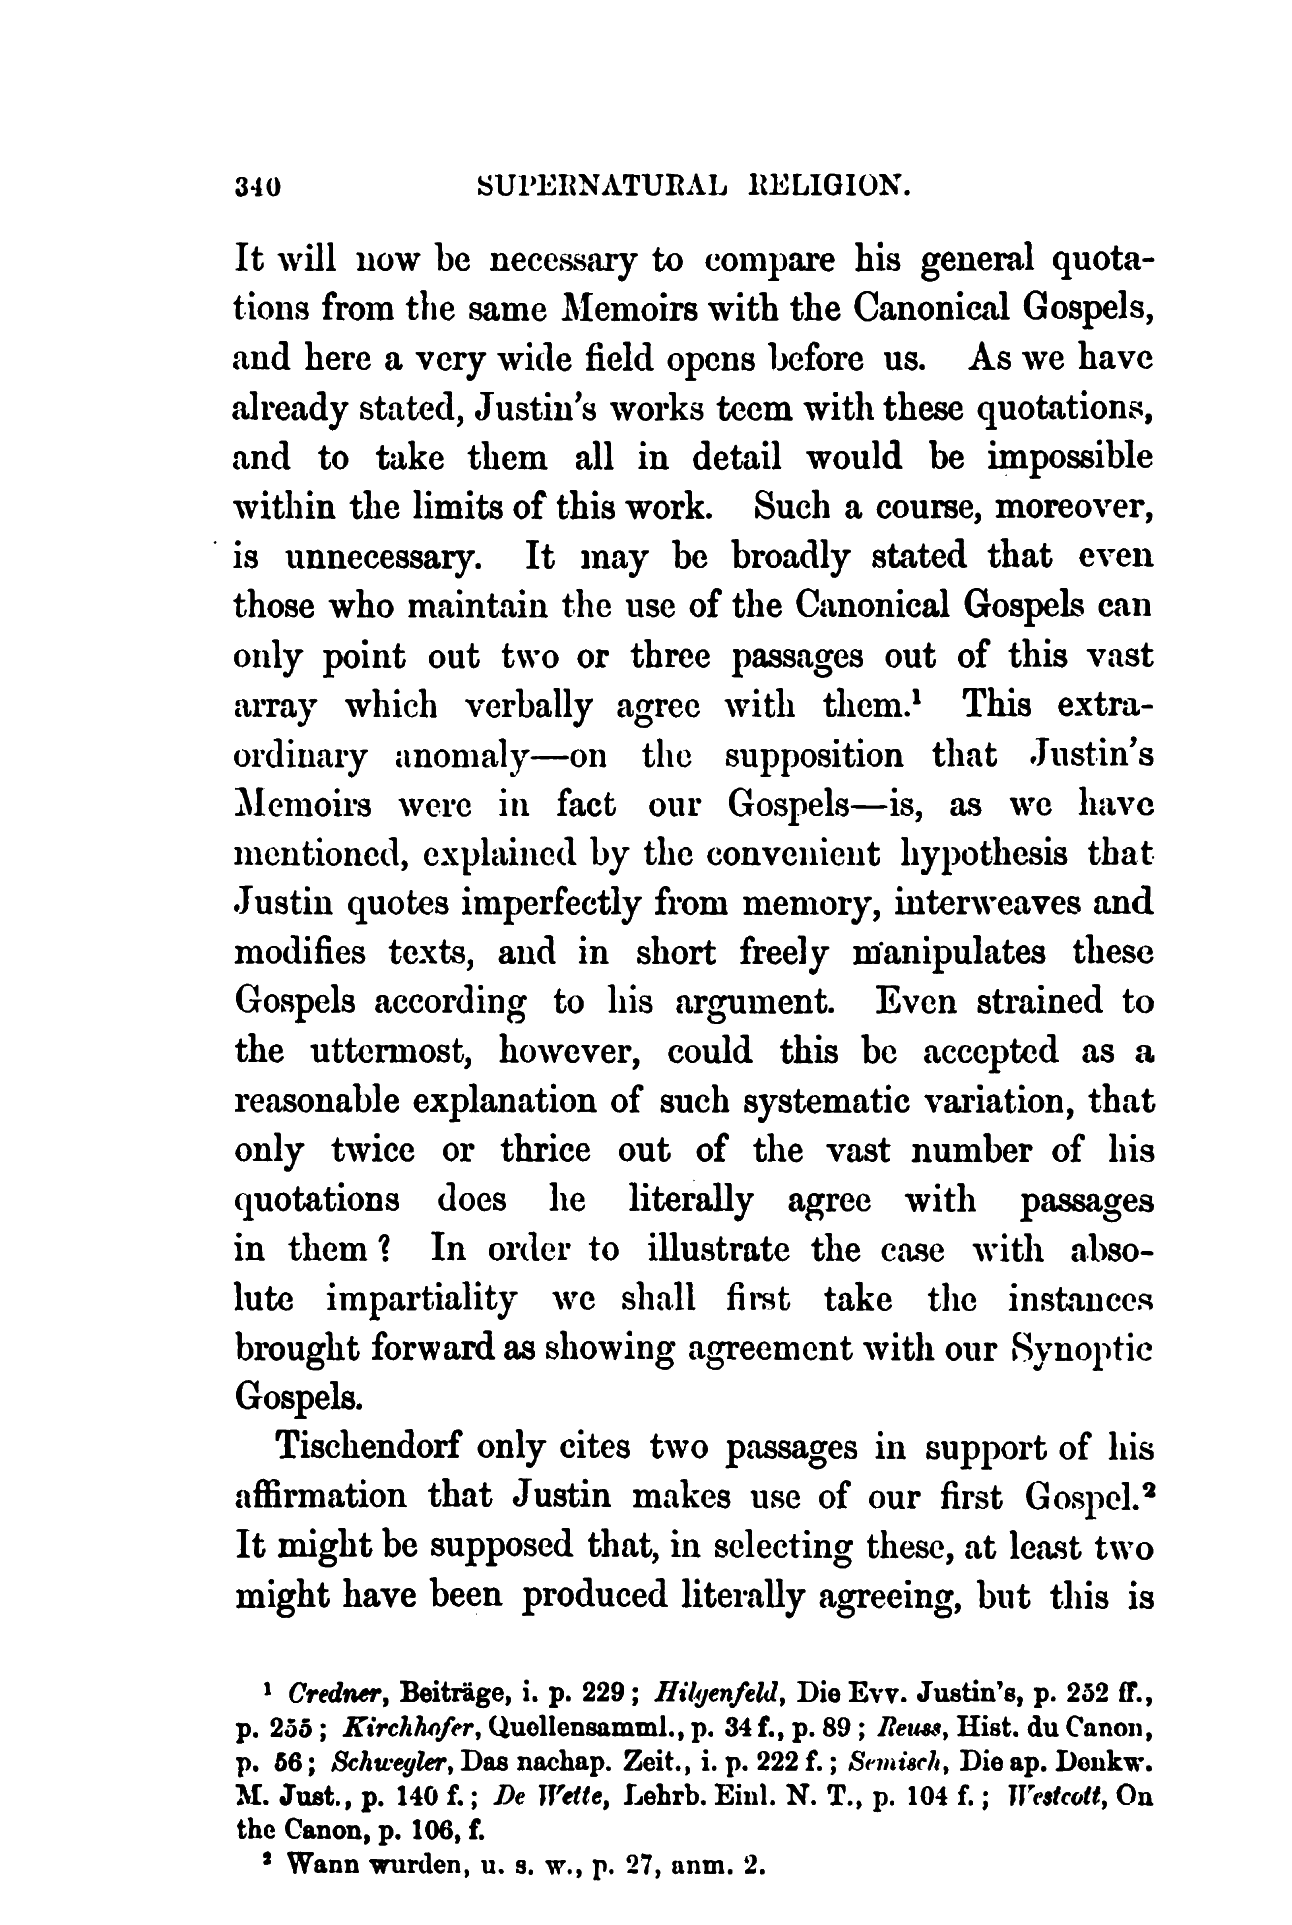 340 SUPERNATURAL RELIGION.
It will now be necessary to compare his general quota-
tions from the same Memoirs with the Canonical Gospels,
and here a very wide field opens before us. As we have
already stated, Justin's works teem with these quotations,
and to take them all in detail would be impossible
within the limits of this work. Such a course, moreover,
is unnecessary. It may be broadly stated that even
those who maintain the use of the Canonical Gospels can
only point out two or three passages out of this vast
array which verbally agree with them.¹ This extra-
ordinary anomaly—on the supposition that Justin's
Memoirs were in fact our Gospels—is, as we have
mentioned, explained by the convenient hypothesis that
Justin quotes imperfectly from memory, interweaves and
modifies texts, and in short freely manipulates these
Gospels according to his argument. Even strained to
the uttermost, however, could this be accepted as a
reasonable explanation of such systematic variation, that
only twice or thrice out of the vast number of his
quotations does he literally agree with passages
in them? In order to illustrate the case with abso-
lute impartiality we shall first take the instances
brought forward as showing agreement with our Synoptic
Gospels.
Tischendorf only cites two passages in support of his
affirmation that Justin makes use of our first Gospel.²
It might be supposed that, in selecting these, at least two
might have been produced literally agreeing, but this is
¹ Credner, Beiträge, i. p. 229; Hilgenfeld, Die Evv. Justin's, p. 252 ff.,
p. 255; Kirchhofer, Quellensamml., p. 34 f., p. 89; Reuss, Hist. du Canon,
p. 56; Schwegler, Das nachap. Zeit., i. p. 222 f.; Semisch, Die ap. Denkw.
M. Just., p. 140 f.; De Wette, Lehrb. Einl. N. T., p. 104 f.; Westcott, On
the Canon, p. 106, f.
² Wann wurden, u. s. w., p. 27, anm. 2.